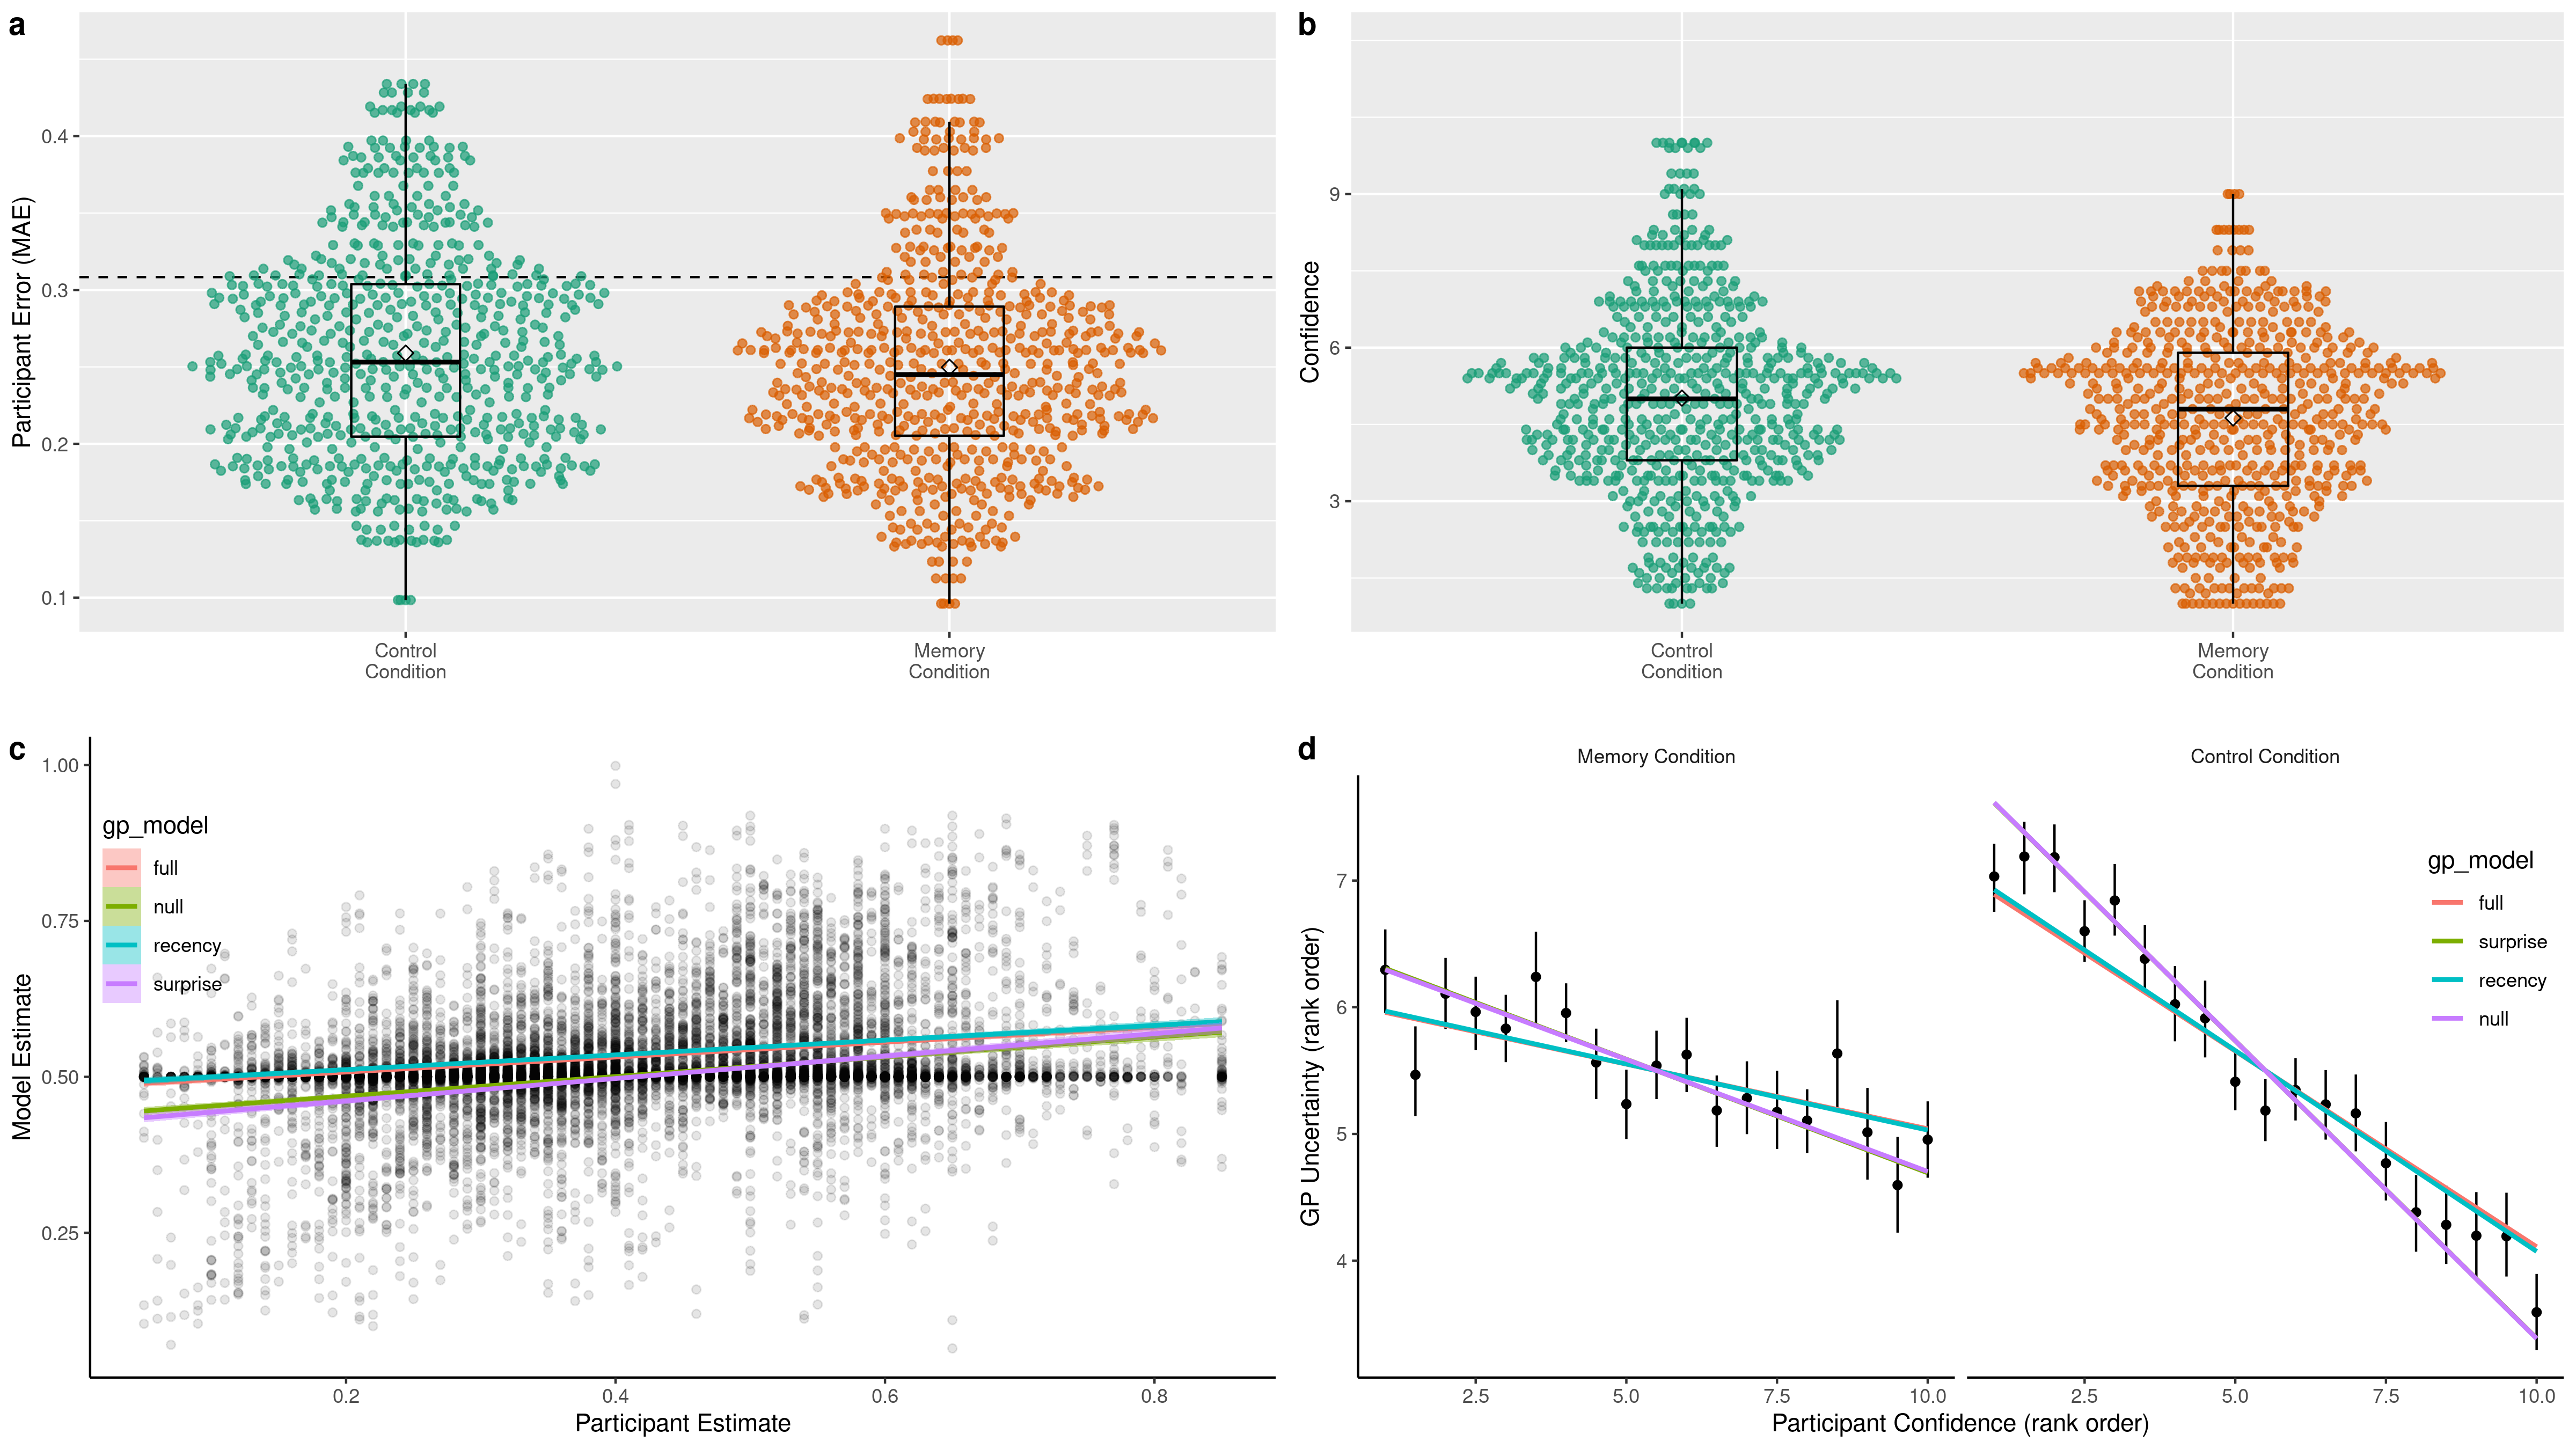 a
Participant Error (MAE)
0.4
0.3
0.2
0.1
Control
Condition
Memory
Condition
b
Confidence
9
6
3
Control
Condition
Memory
Condition
c
Model Estimate
1.00
0.75
0.50
0.25
gp_model
full
null
recency
surprise
0.2
0.4
0.6
0.8
Participant Estimate
d
Memory Condition
Control Condition
GP Uncertainty (rank order)
7
6
5
4
gp_model
full
surprise
recency
null
2.5
5.0
7.5
10.0
2.5
5.0
7.5
10.0
Participant Confidence (rank order)